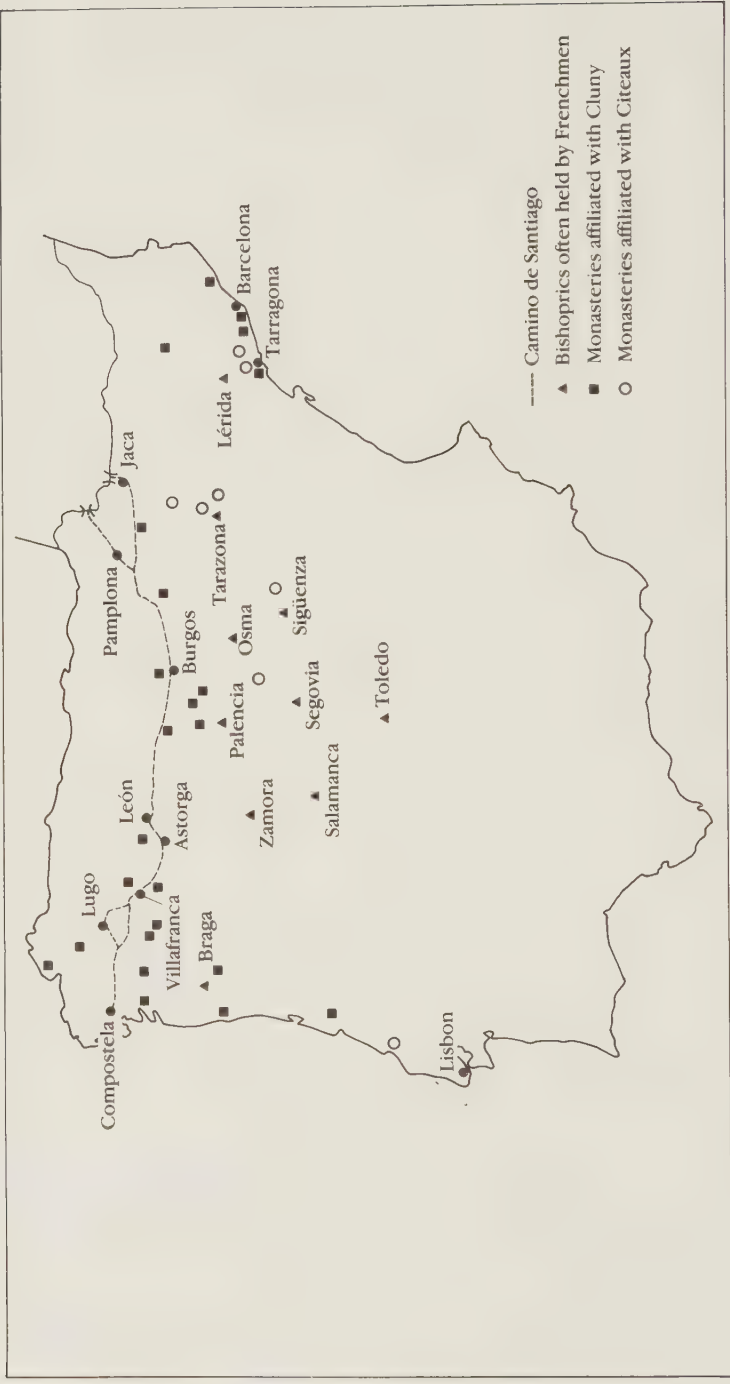 Compostela
Lugo
León
Astorga
Villafranca
Braga
Burgos
Pamplona
Jaca
Palencia
Osma
Tarazona
Lérida
Barcelona
Tarragona
Zamora
Segovia
Sigüenza
Salamanca
Toledo
Lisbon
Camino de Santiago
Bishoprics often held by Frenchmen
Monasteries affiliated with Cluny
Monasteries affiliated with Citeaux